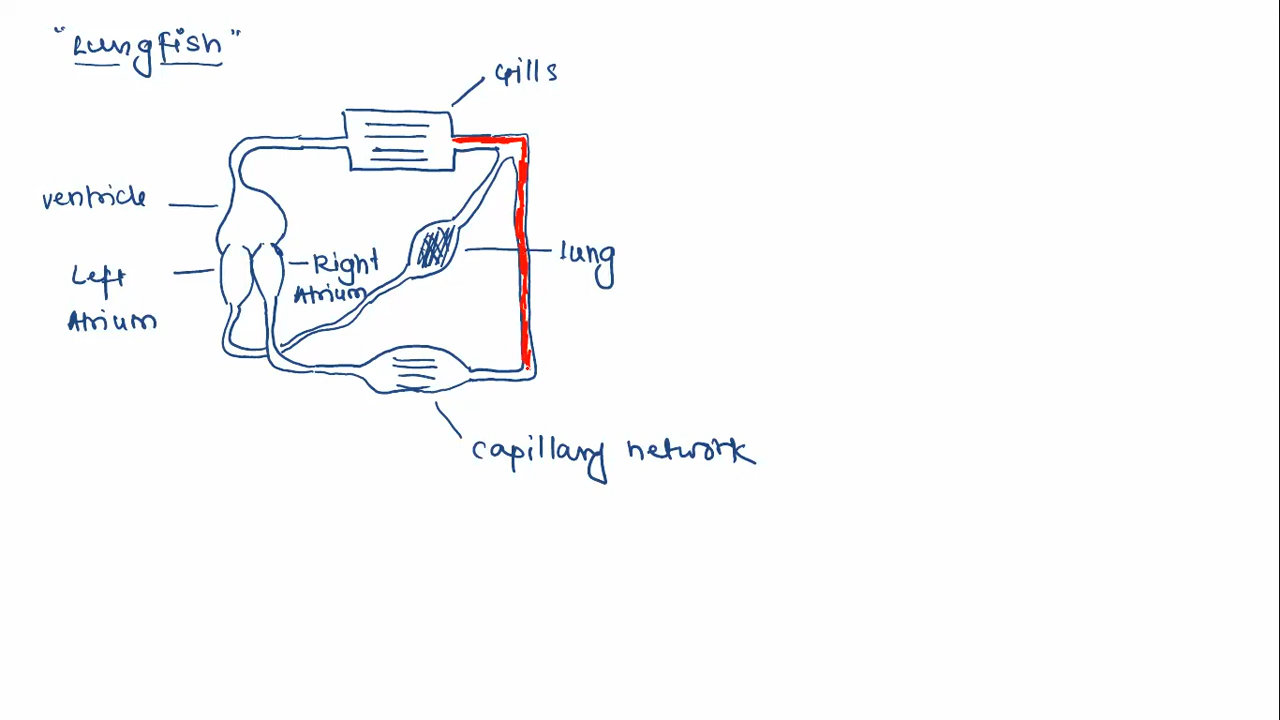 "Lungfish"
Gills
ventricle
Left
Atrium
Right
Atrium
lung
capillary network